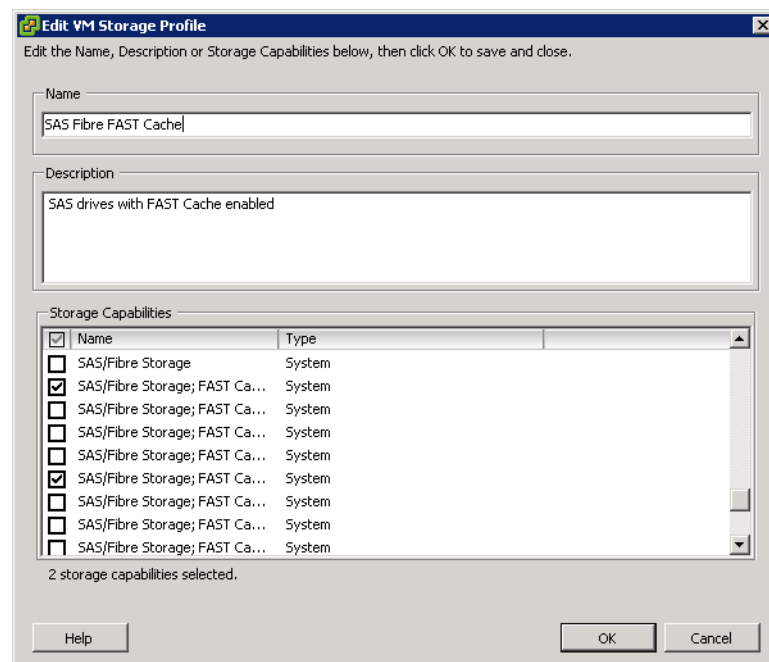 Edit VM Storage Profile
Edit the Name, Description or Storage Capabilities below, then click OK to save and close.
Name
SAS Fibre FAST Cache
Description
SAS drives with FAST Cache enabled
Storage Capabilities
Name Type
SAS/Fibre Storage System
SAS/Fibre Storage; FAST Ca... System
SAS/Fibre Storage; FAST Ca... System
SAS/Fibre Storage; FAST Ca... System
SAS/Fibre Storage; FAST Ca... System
SAS/Fibre Storage; FAST Ca... System
SAS/Fibre Storage; FAST Ca... System
SAS/Fibre Storage; FAST Ca... System
SAS/Fibre Storage; FAST Ca... System
2 storage capabilities selected.
Help OK Cancel